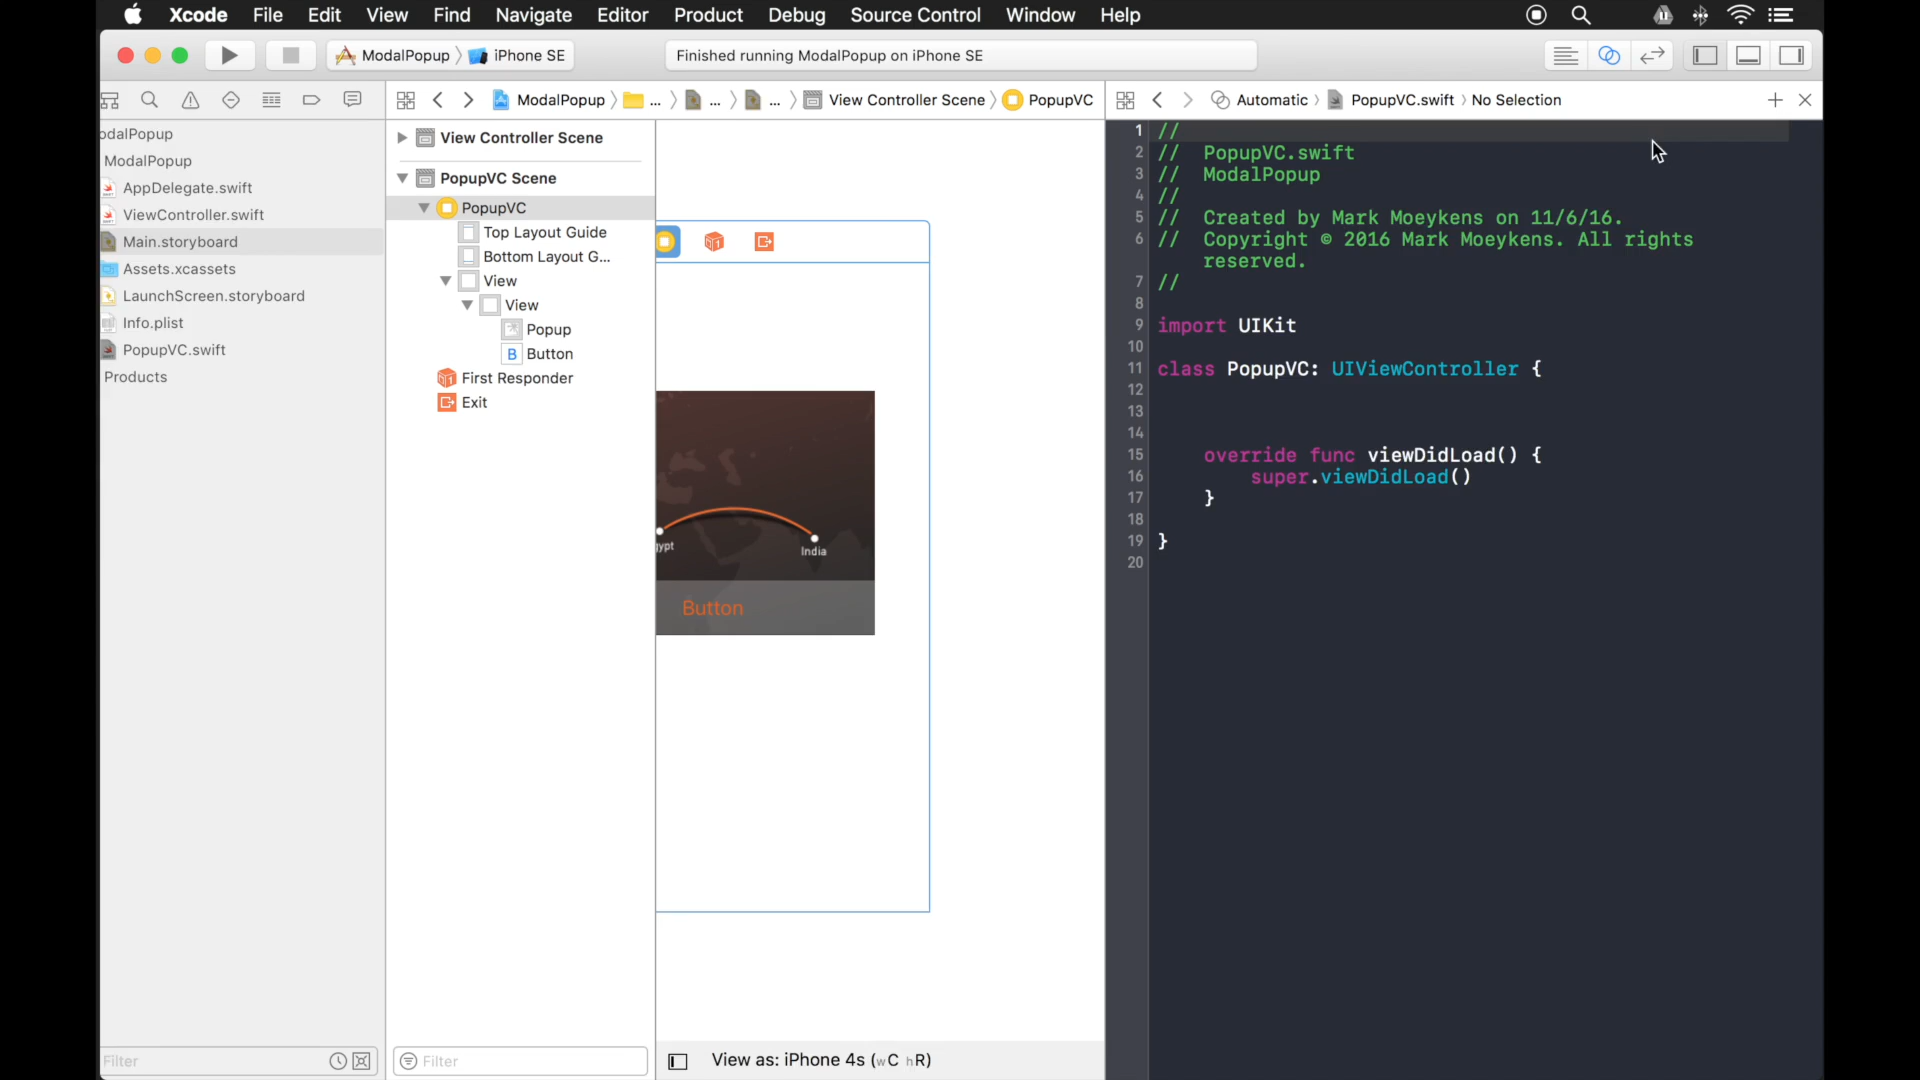 Xcode File Edit View Find Navigate Editor Product Debug Source Control Window Help
ModalPopup iPhone SE
Finished running ModalPopup on iPhone SE
ModalPopup ... ... ... View Controller Scene PopupVC
Automatic PopupVC.swift No Selection
odalPopup
ModalPopup
AppDelegate.swift
ViewController.swift
Main.storyboard
Assets.xcassets
LaunchScreen.storyboard
Info.plist
PopupVC.swift
Products
Filter
View Controller Scene
PopupVC Scene
PopupVC
Top Layout Guide
Bottom Layout G...
View
View
Popup
B Button
First Responder
Exit
Filter
ypt
India
Button
View as: iPhone 4s (wC hR)
1 //
2 // PopupVC.swift
3 // ModalPopup
4 //
5 // Created by Mark Moeykens on 11/6/16.
6 // Copyright © 2016 Mark Moeykens. All rights
reserved.
7 //
8
9 import UIKit
10
11 class PopupVC: UIViewController {
12
13
14
15 override func viewDidLoad() {
16 super.viewDidLoad()
17 }
18
19 }
20